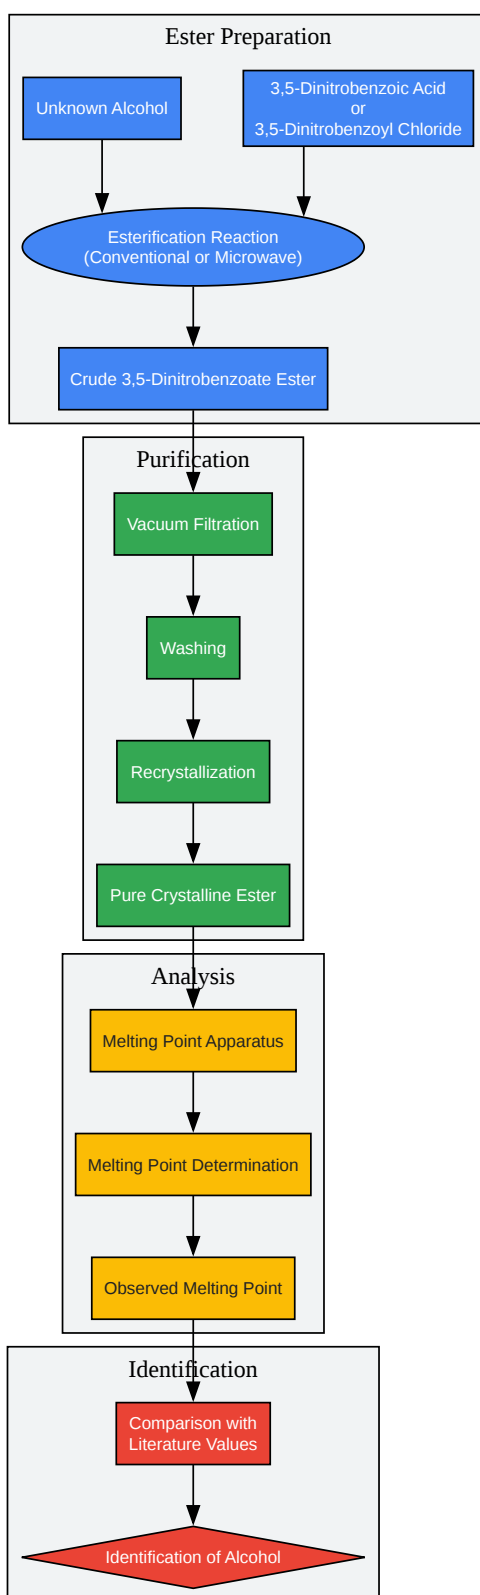 Ester Preparation
Unknown Alcohol
3,5-Dinitrobenzoic Acid
or
3,5-Dinitrobenzoyl Chloride
Esterification Reaction
(Conventional or Microwave)
Crude 3,5-Dinitrobenzoate Ester
Purification
Vacuum Filtration
Washing
Recrystallization
Pure Crystalline Ester
Analysis
Melting Point Apparatus
Melting Point Determination
Observed Melting Point
Identification
Comparison with
Literature Values
Identification of Alcohol